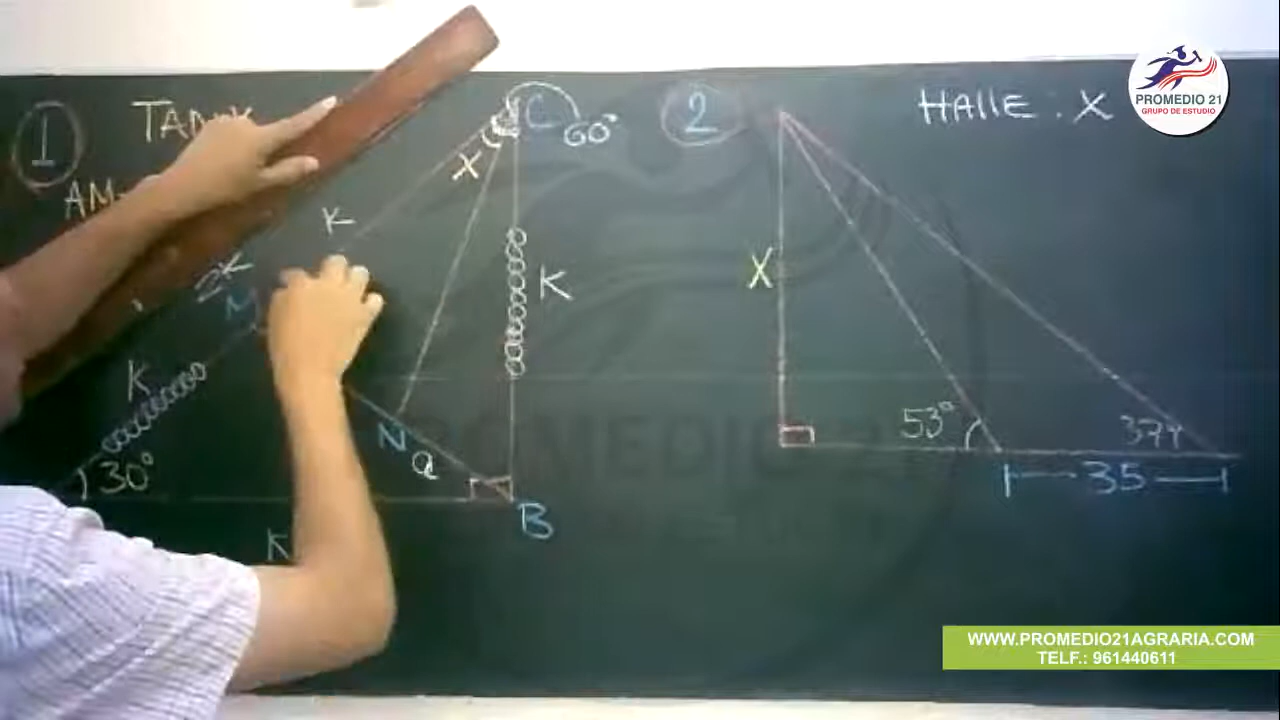 1
AM
X
K
2K
M
K
30°
K
N
Q
B
K
C
60°
2
HALLE: X
X
53°
37°
35
PROMEDIO 21
GRUPO DE ESTUDIO
WWW.PROMEDIO21AGRARIA.COM
TELF.: 961440611